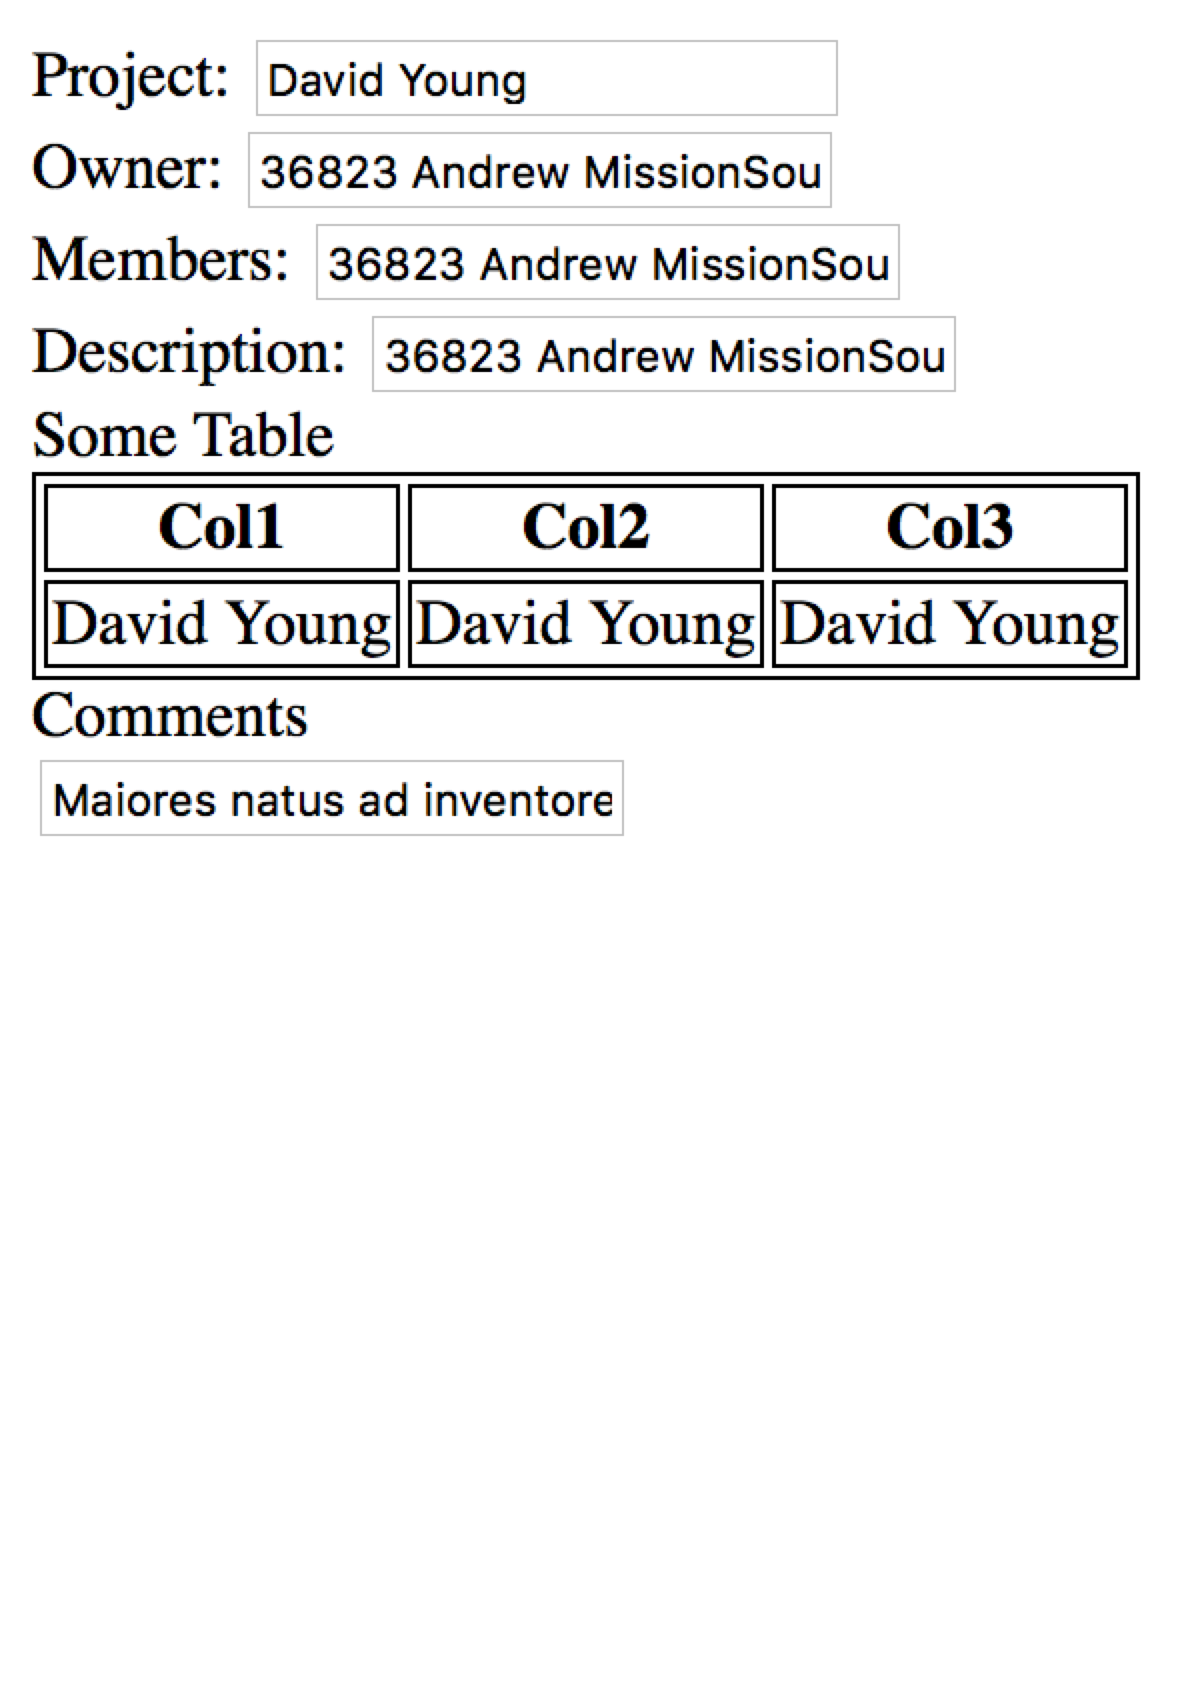 Project: David Young
Owner: 36823 Andrew MissionSou
Members: 36823 Andrew MissionSou
Description: 36823 Andrew MissionSou
Some Table
Col1 Col2 Col3
David Young David Young David Young
Comments
Maiores natus ad inventore